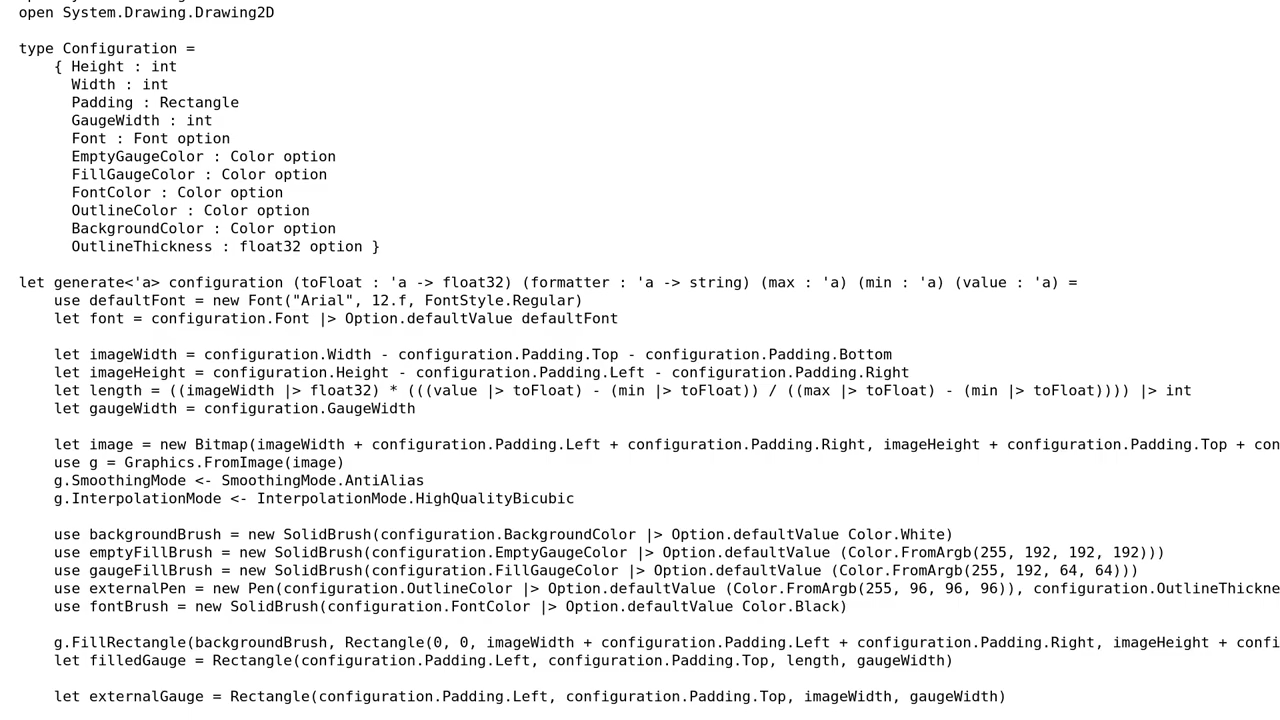 open System.Drawing.Drawing2D
type Configuration =
{ Height : int
Width : int
Padding : Rectangle
GaugeWidth : int
Font : Font option
EmptyGaugeColor : Color option
FillGaugeColor : Color option
FontColor : Color option
OutlineColor : Color option
BackgroundColor : Color option
OutlineThickness : float32 option }
let generate<'a> configuration (toFloat : 'a -> float32) (formatter : 'a -> string) (max : 'a) (min : 'a) (value : 'a) =
use defaultFont = new Font("Arial", 12.f, FontStyle.Regular)
let font = configuration.Font |> Option.defaultValue defaultFont
let imageWidth = configuration.Width - configuration.Padding.Top - configuration.Padding.Bottom
let imageHeight = configuration.Height - configuration.Padding.Left - configuration.Padding.Right
let length = ((imageWidth |> float32) * (((value |> toFloat) - (min |> toFloat)) / ((max |> toFloat) - (min |> toFloat)))) |> int
let gaugeWidth = configuration.GaugeWidth
let image = new Bitmap(imageWidth + configuration.Padding.Left + configuration.Padding.Right, imageHeight + configuration.Padding.Top + con
use g = Graphics.FromImage(image)
g.SmoothingMode <- SmoothingMode.AntiAlias
g.InterpolationMode <- InterpolationMode.HighQualityBicubic
use backgroundBrush = new SolidBrush(configuration.BackgroundColor |> Option.defaultValue Color.White)
use emptyFillBrush = new SolidBrush(configuration.EmptyGaugeColor |> Option.defaultValue (Color.FromArgb(255, 192, 192, 192)))
use gaugeFillBrush = new SolidBrush(configuration.FillGaugeColor |> Option.defaultValue (Color.FromArgb(255, 192, 64, 64)))
use externalPen = new Pen(configuration.OutlineColor |> Option.defaultValue (Color.FromArgb(255, 96, 96, 96)), configuration.OutlineThickne
use fontBrush = new SolidBrush(configuration.FontColor |> Option.defaultValue Color.Black)
g.FillRectangle(backgroundBrush, Rectangle(0, 0, imageWidth + configuration.Padding.Left + configuration.Padding.Right, imageHeight + confi
let filledGauge = Rectangle(configuration.Padding.Left, configuration.Padding.Top, length, gaugeWidth)
let externalGauge = Rectangle(configuration.Padding.Left, configuration.Padding.Top, imageWidth, gaugeWidth)